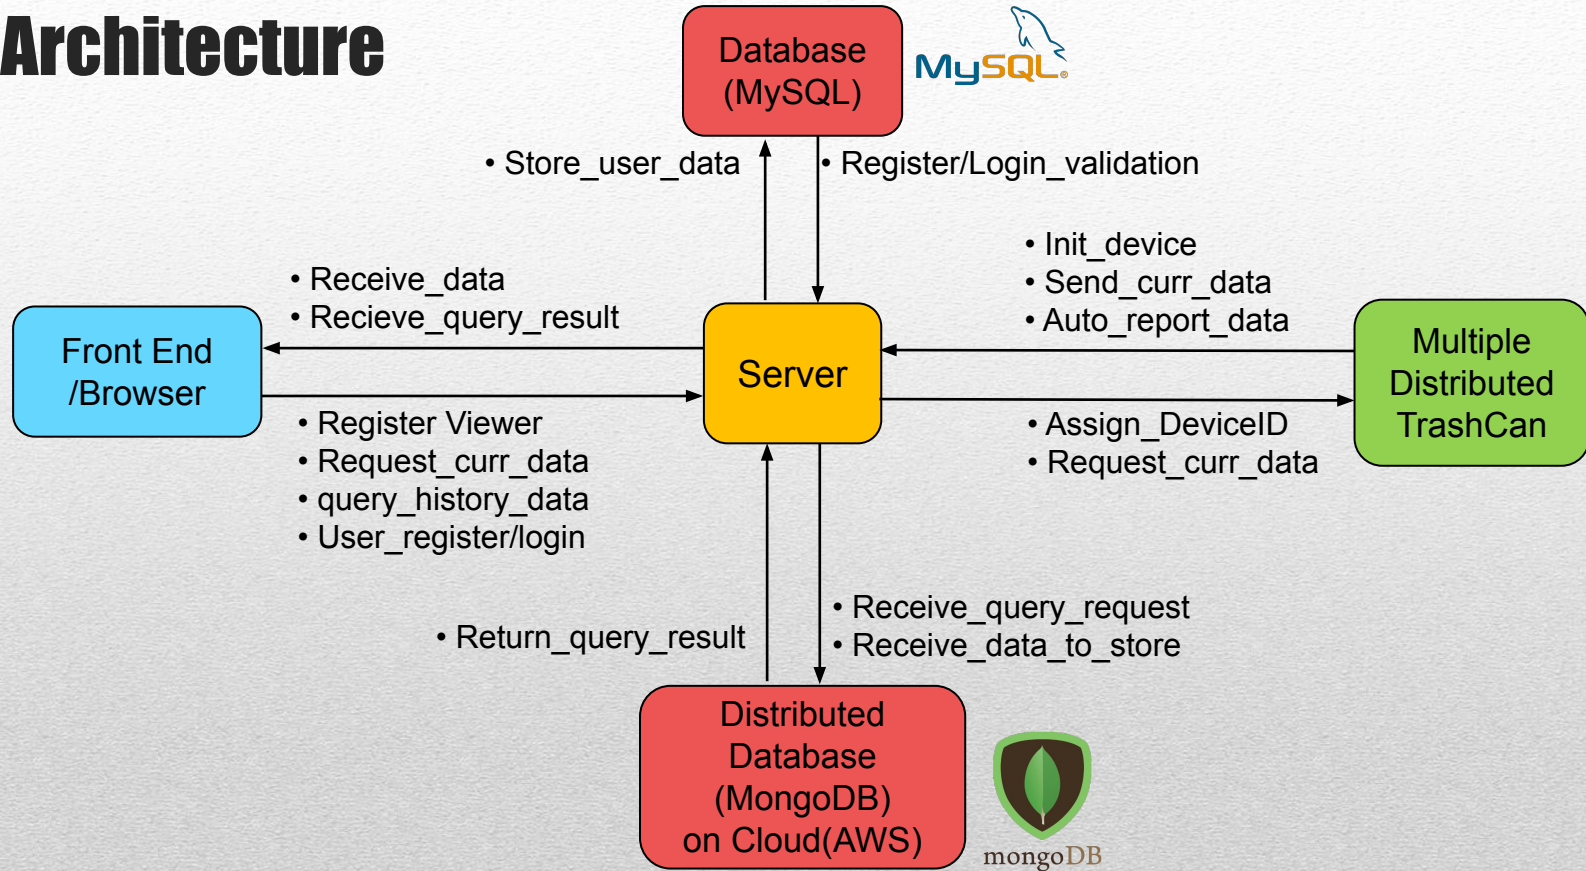 Architecture
Database
(MySQL)
MySQL®
• Store_user_data
• Register/Login_validation
• Init_device
• Send_curr_data
• Auto_report_data
• Receive_data
• Recieve_query_result
Front End
/Browser
Server
Multiple
Distributed
TrashCan
• Register Viewer
• Request_curr_data
• query_history_data
• User_register/login
• Assign_DeviceID
• Request_curr_data
• Return_query_result
• Receive_query_request
• Receive_data_to_store
Distributed
Database
(MongoDB)
on Cloud(AWS)
mongoDB